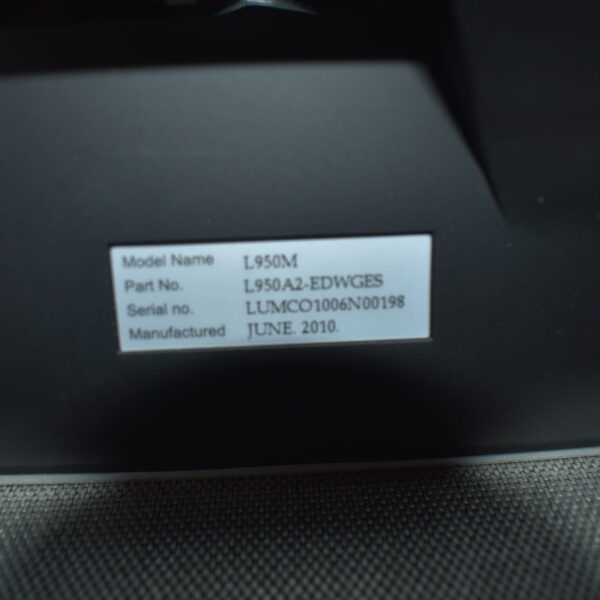 Model Name L950M
Part No. L950A2-EDWGES
Serial no. LUMCO1006N00198
Manufactured JUNE. 2010.